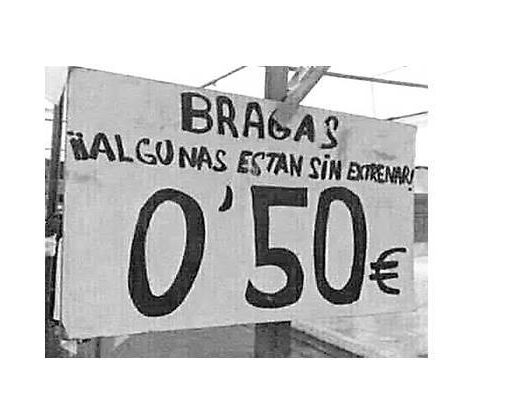 BRAGAS
¡¡ALGUNAS ESTAN SIN EXTRENAR!
0'50€